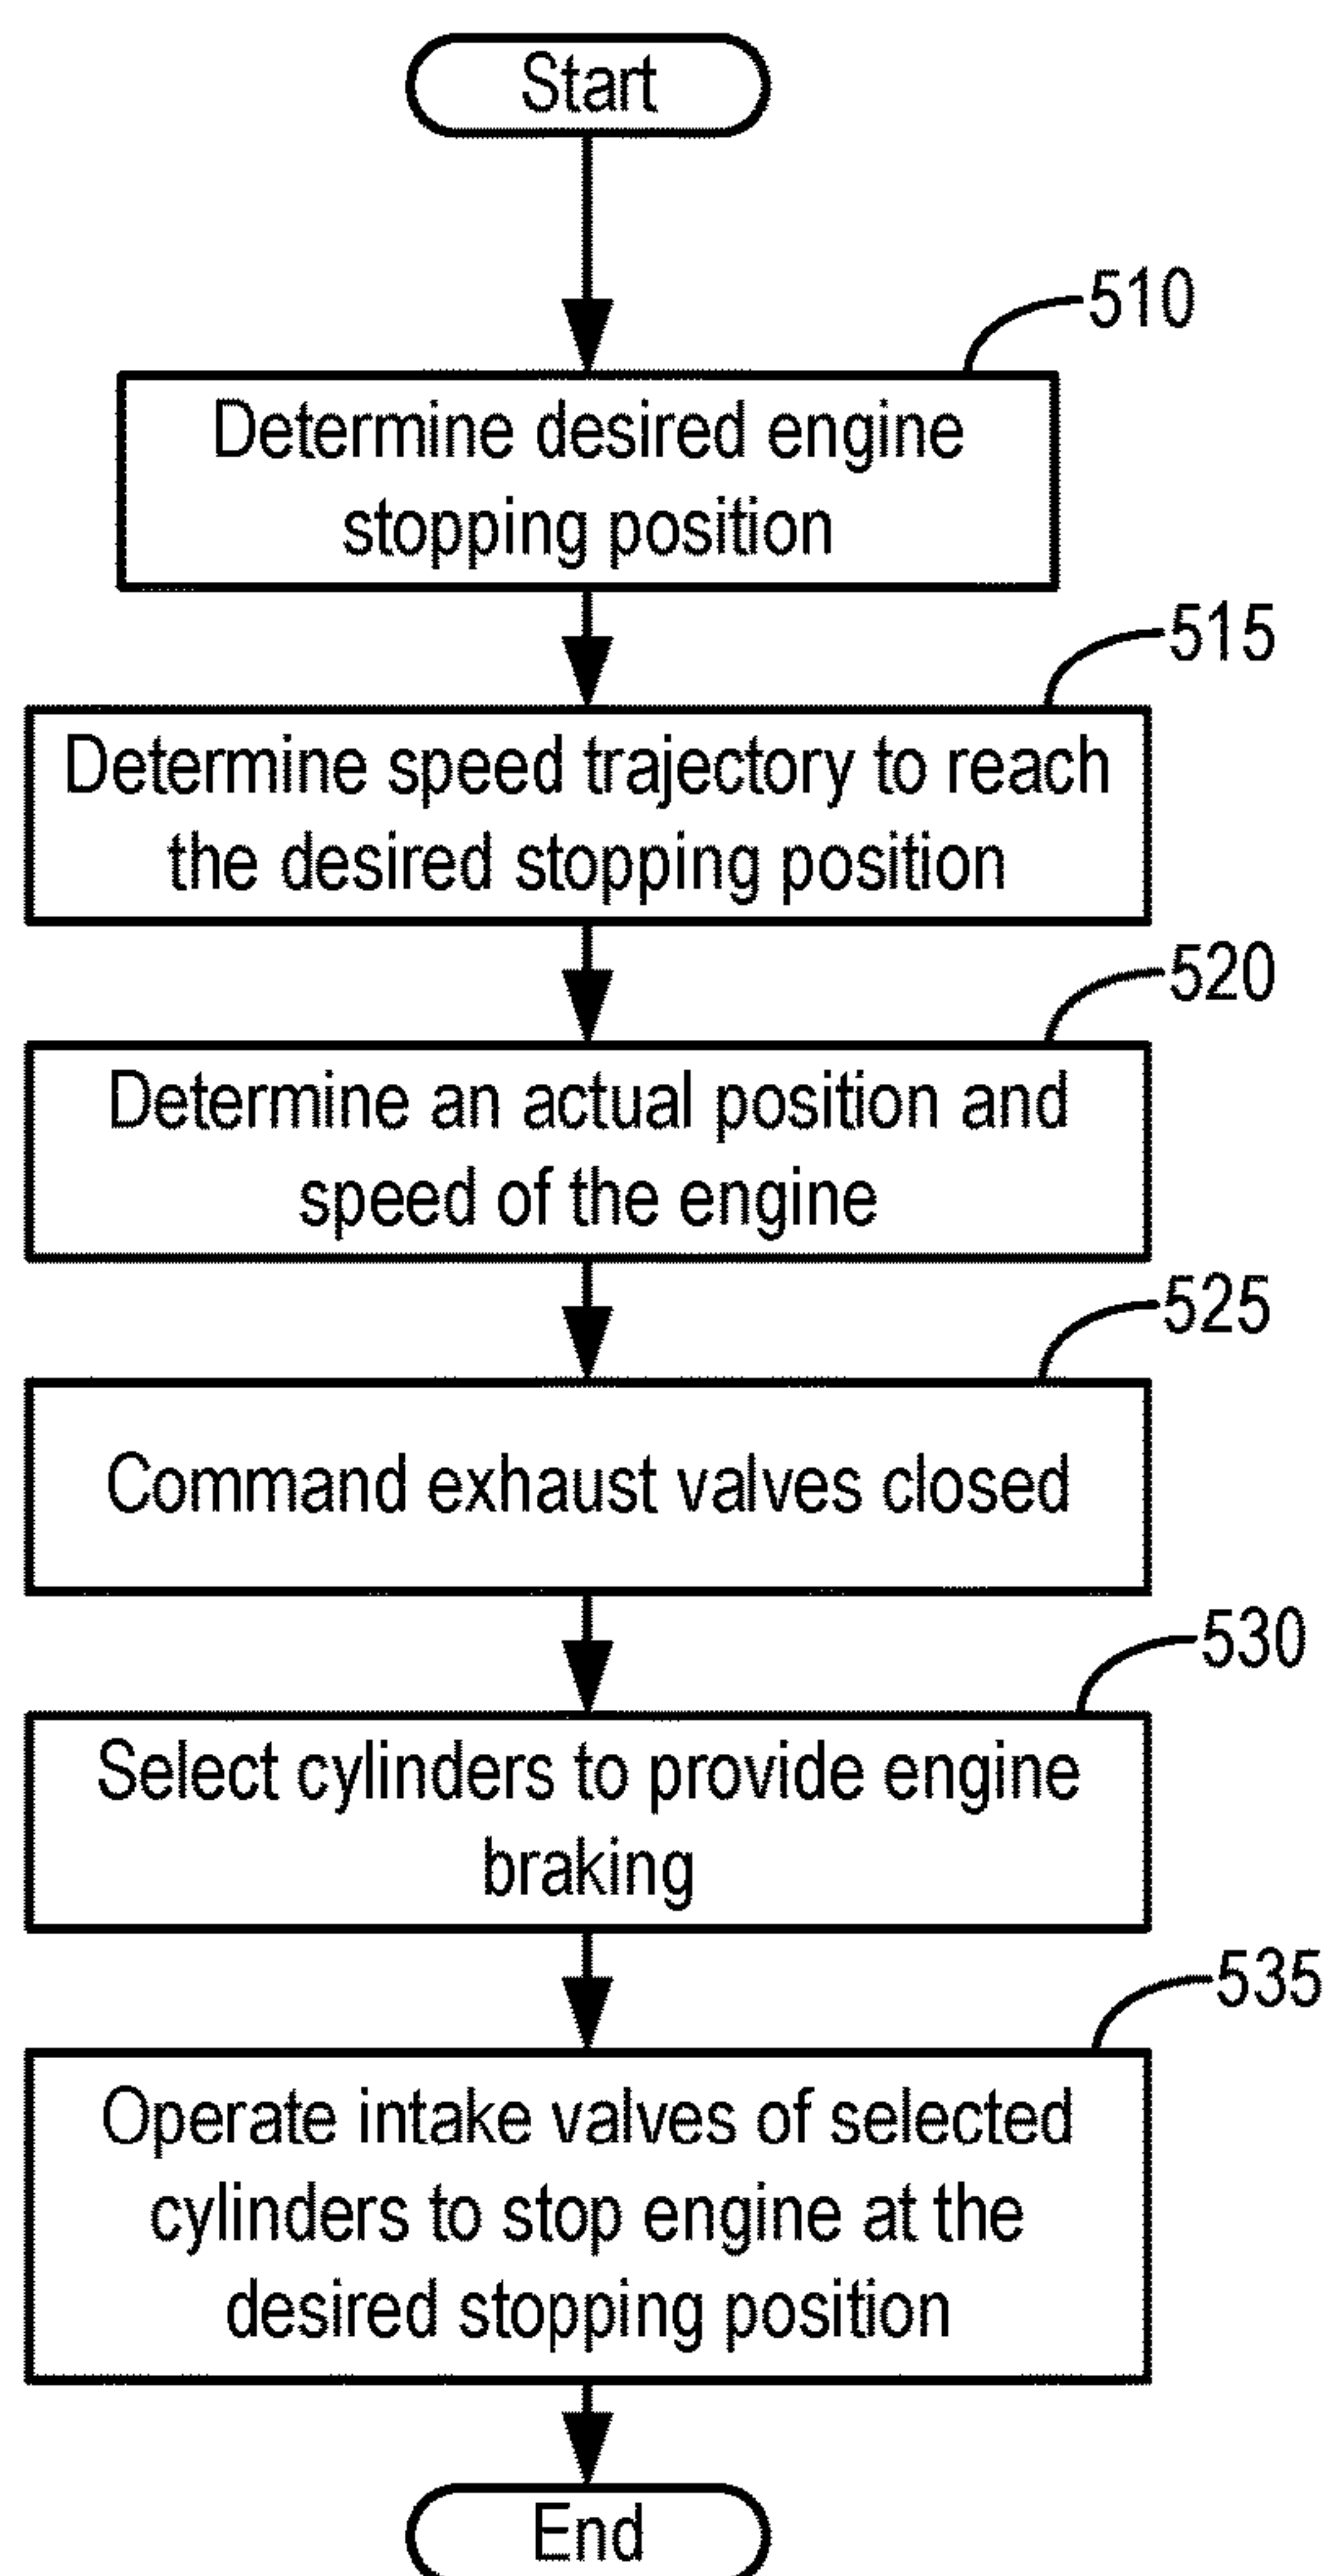 Start
510
Determine desired engine
stopping position
515
Determine speed trajectory to reach
the desired stopping position
520
Determine an actual position and
speed of the engine
525
Command exhaust valves closed
530
Select cylinders to provide engine
braking
535
Operate intake valves of selected
cylinders to stop engine at the
desired stopping position
End